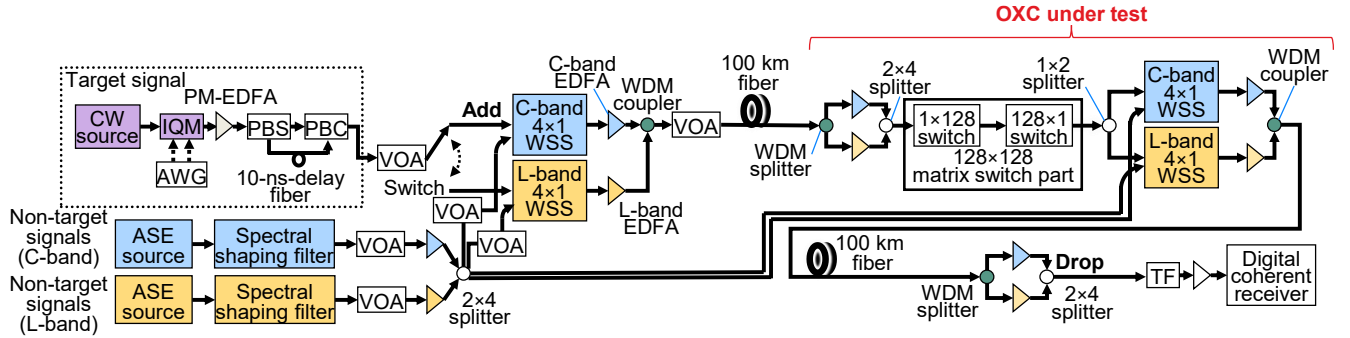 OXC under test
Target signal
PM-EDFA
CW
source
IQM
PBS
PBC
AWG
10-ns-delay
fiber
VOA
Add
Switch
C-band
EDFA
C-band
4×1
WSS
L-band
4×1
WSS
L-band
EDFA
WDM
coupler
VOA
100 km
fiber
WDM
splitter
2×4
splitter
1×128
switch
128×1
switch
128×128
matrix switch part
1×2
splitter
C-band
4×1
WSS
L-band
4×1
WSS
WDM
coupler
VOA
VOA
Non-target
signals
(C-band)
ASE
source
Spectral
shaping filter
VOA
Non-target
signals
(L-band)
ASE
source
Spectral
shaping filter
VOA
2×4
splitter
100 km
fiber
WDM
splitter
Drop
2×4
splitter
TF
Digital
coherent
receiver